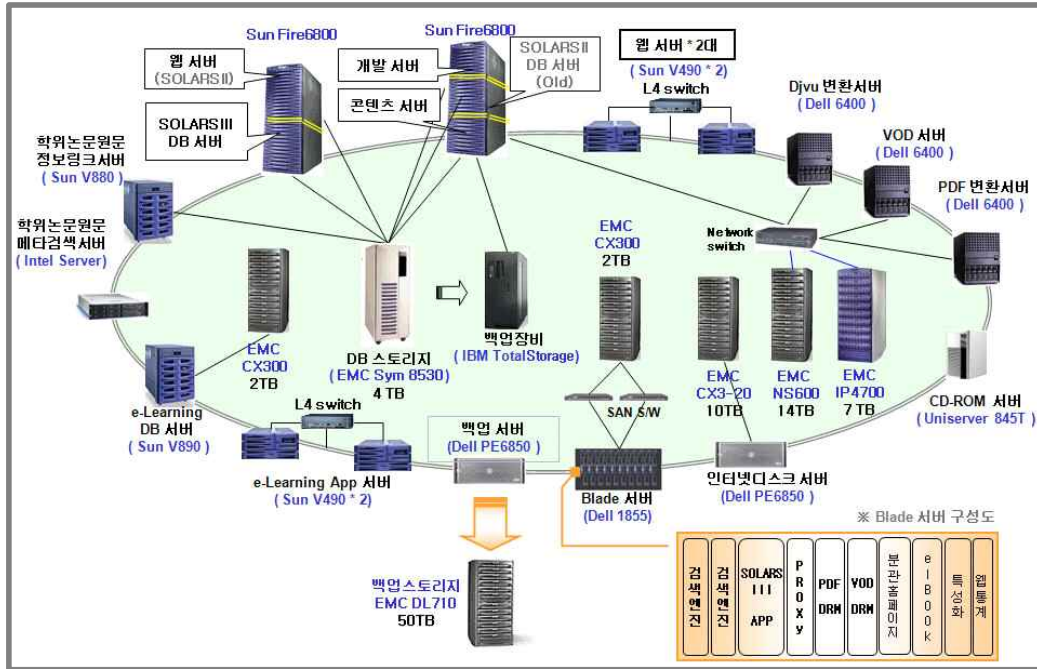 Sun Fire6800
Sun Fire6800
웹 서버
(SOLARSⅡ)
SOLARSⅢ
DB 서버
개발 서버
콘텐츠 서버
SOLARSⅡ
DB 서버
(Old)
웹 서버 * 2대
( Sun V490 * 2)
L4 switch
Djvu 변환서버
( Dell 6400 )
VOD 서버
( Dell 6400 )
PDF 변환서버
( Dell 6400 )
학위논문원문
정보링크서버
( Sun V880 )
학위논문원문
메타검색서버
( Intel Server)
Network
switch
EMC
CX300
2TB
EMC
CX300
2TB
DB 스토리지
( EMC Sym 8530 )
4 TB
백업장비
( IBM TotalStorage)
EMC
CX3-20
10TB
EMC
NS600
14TB
EMC
IP4700
7 TB
CD-ROM 서버
( Uniserver 845T)
SAN S/W
e-Learning
DB 서버
( Sun V890 )
L4 switch
e-Learning App 서버
( Sun V490 * 2)
백업 서버
(Dell PE6850 )
Blade 서버
(Dell 1855)
인터넷디스크 서버
(Dell PE6850 )
백업스토리지
EMC DL710
50TB
※ Blade 서버 구성도
검색엔진
검색엔진
SOLARS
III
APP
PROXy
PDF
DRM
VOD
DRM
분관홈페이지
elBook
특성화
웹통계